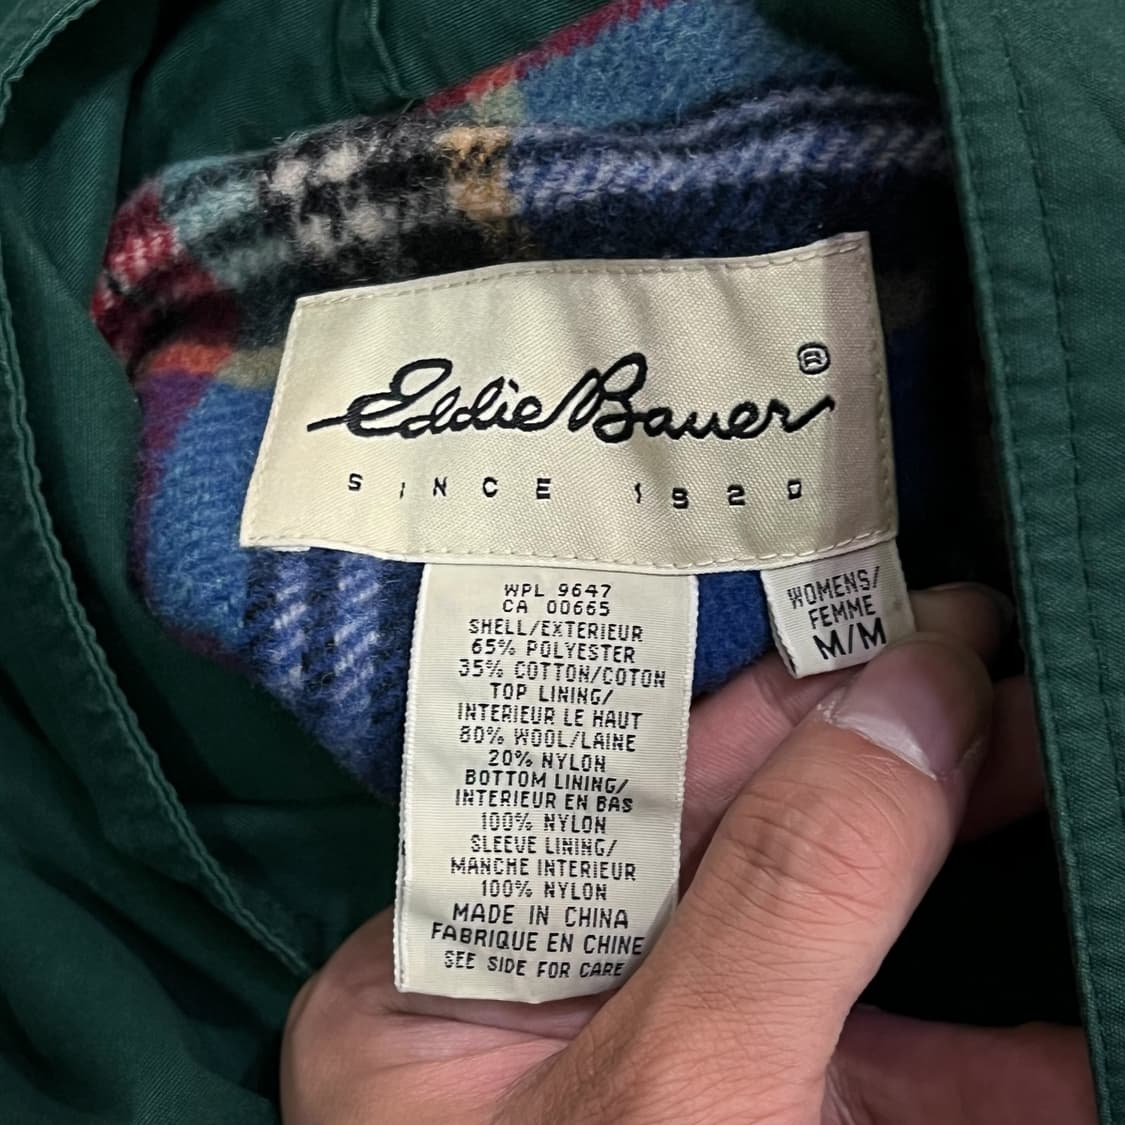 Eddie Bauer ®
SINCE 1920
WPL 9647
CA 00665
SHELL/EXTERIEUR
65% POLYESTER
35% COTTON/COTON
TOP LINING/
INTERIEUR LE HAUT
80% WOOL/LAINE
20% NYLON
BOTTOM LINING/
INTERIEUR EN BAS
100% NYLON
SLEEVE LINING/
MANCHE INTERIEUR
100% NYLON
MADE IN CHINA
FABRIQUE EN CHINE
SEE SIDE FOR CARE
WOMENS/
FEMME
M/M